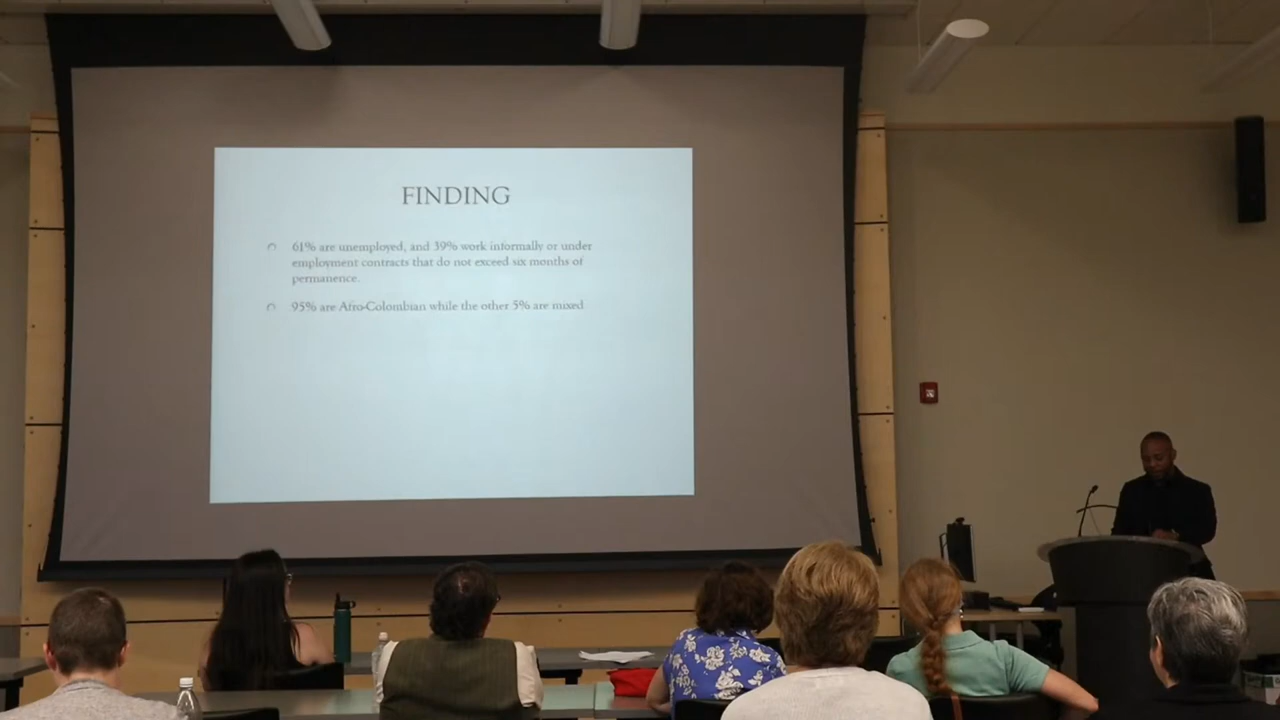 FINDING
61% are unemployed, and 39% work informally or under
employment contracts that do not exceed six months of
permanence.
95% are Afro-Colombian while the other 5% are mixed